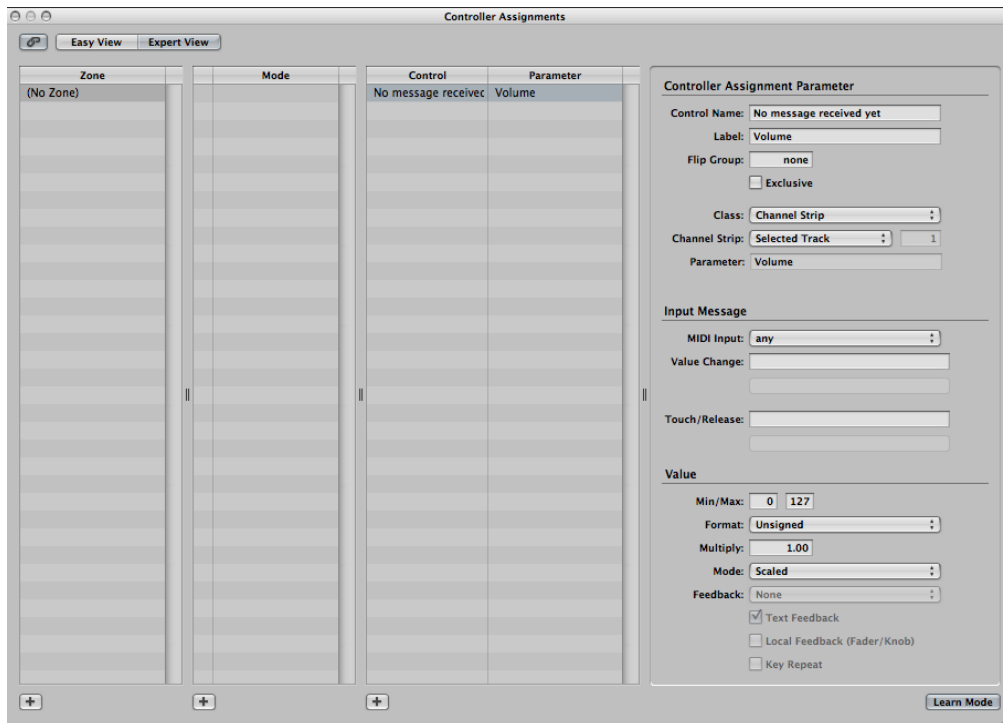 Controller Assignments
Easy View Expert View
Zone Mode Control Parameter
(No Zone) No message received Volume
Controller Assignment Parameter
Control Name: No message received yet
Label: Volume
Flip Group: none
Exclusive
Class: Channel Strip
Channel Strip: Selected Track 1
Parameter: Volume
Input Message
MIDI Input: any
Value Change:
Touch/Release:
Value
Min/Max: 0 127
Format: Unsigned
Multiply: 1.00
Mode: Scaled
Feedback: None
Text Feedback
Local Feedback (Fader/Knob)
Key Repeat
Learn Mode